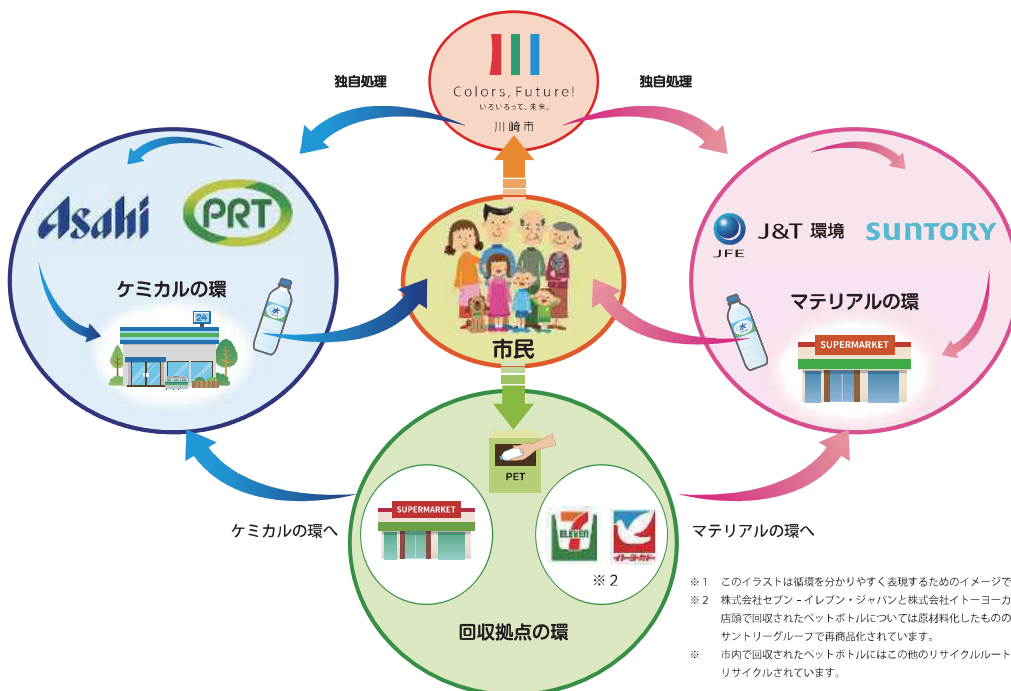 Colors, Future!
いろいろって、未来。
川崎市
独自処理
独自処理
Asahi
PRT
ケミカルの環
24
水
JFE
J&T 環境
SUNTORY
マテリアルの環
水
SUPERMARKET
市民
PET
SUPERMARKET
7
ELEVEN
イトーヨーカドー
※2
回収拠点の環
ケミカルの環へ
マテリアルの環へ
※1 このイラストは循環を分かりやすく表現するためのイメージで
※2 株式会社セブン－イレブン・ジャパンと株式会社イトーヨーカ
店頭で回収されたペットボトルについては原材料化したものの
サントリーグループで再商品化されています。
※ 市内で回収されたペットボトルにはこの他のリサイクルルート
リサイクルされています。